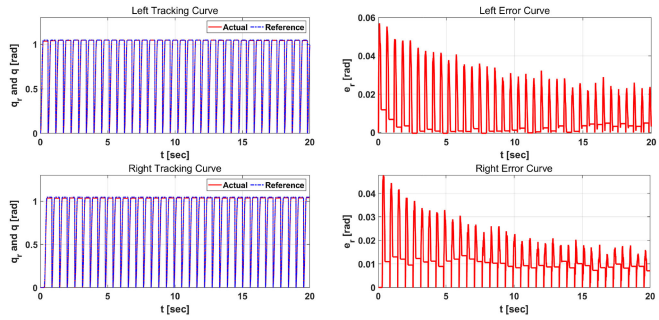 Left Tracking Curve
Actual Reference
q_r and q [rad]
1
0.5
0
0 5 10 15 20
t [sec]
Left Error Curve
e_r [rad]
0.06
0.04
0.02
0
0 5 10 15 20
t [sec]
Right Tracking Curve
Actual Reference
q_r and q [rad]
1
0.5
0
0 5 10 15 20
t [sec]
Right Error Curve
e_r [rad]
0.04
0.03
0.02
0.01
0
0 5 10 15 20
t [sec]